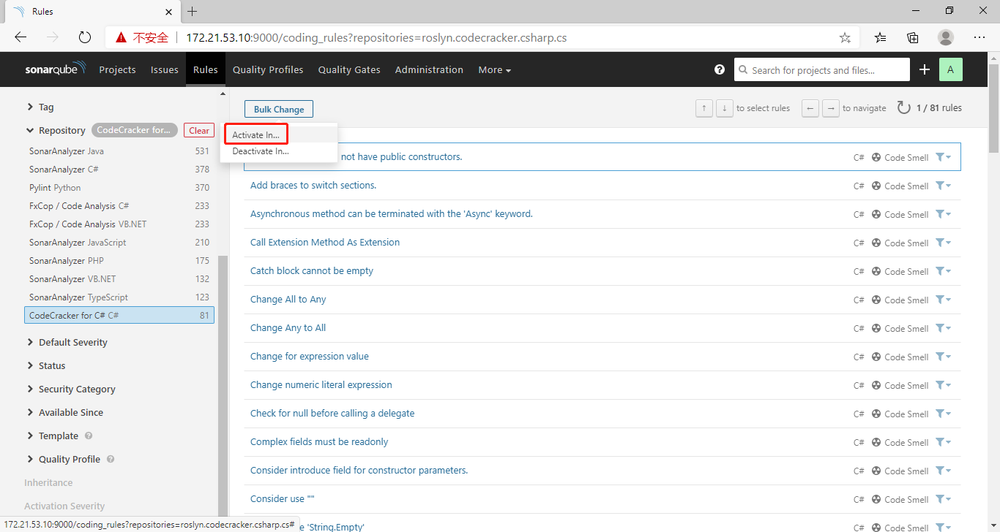 Rules
不安全 172.21.53.10:9000/coding_rules?repositories=roslyn.codecracker.csharp.cs
sonarqube Projects Issues Rules Quality Profiles Quality Gates Administration More Search for projects and files... A
Tag
Repository CodeCracker for... Clear
SonarAnalyzer Java 531
SonarAnalyzer C# 378
Pylint Python 370
FxCop / Code Analysis C# 233
FxCop / Code Analysis VB.NET 233
SonarAnalyzer JavaScript 210
SonarAnalyzer PHP 175
SonarAnalyzer VB.NET 132
SonarAnalyzer TypeScript 123
CodeCracker for C# C# 81
Default Severity
Status
Security Category
Available Since
Template
Quality Profile
Inheritance
Activation Severity
172.21.53.10:9000/coding_rules?repositories=roslyn.codecracker.csharp.cs#
Bulk Change ↑ ↓ to select rules ← → to navigate 1 / 81 rules
Activate In...
Deactivate In...
not have public constructors. C# Code Smell
Add braces to switch sections. C# Code Smell
Asynchronous method can be terminated with the 'Async' keyword. C# Code Smell
Call Extension Method As Extension C# Code Smell
Catch block cannot be empty C# Code Smell
Change All to Any C# Code Smell
Change Any to All C# Code Smell
Change for expression value C# Code Smell
Change numeric literal expression C# Code Smell
Check for null before calling a delegate C# Code Smell
Complex fields must be readonly C# Code Smell
Consider introduce field for constructor parameters. C# Code Smell
Consider use "" C# Code Smell
'String.Empty' C# Code Smell